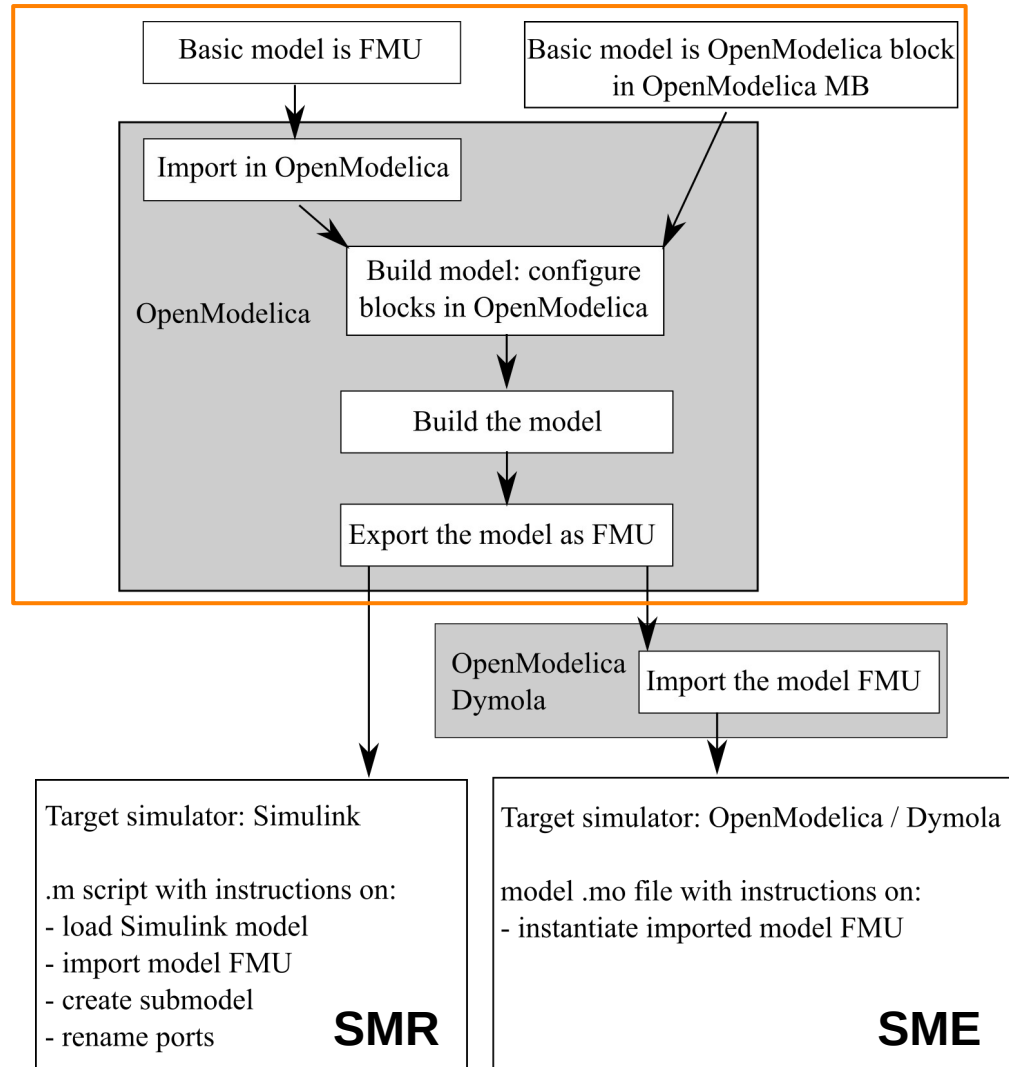 Basic model is FMU
Basic model is OpenModelica block
in OpenModelica MB
Import in OpenModelica
Build model: configure
blocks in OpenModelica
OpenModelica
Build the model
Export the model as FMU
OpenModelica
Dymola
Import the model FMU
Target simulator: Simulink
.m script with instructions on:
- load Simulink model
- import model FMU
- create submodel
- rename ports
SMR
Target simulator: OpenModelica / Dymola
model .mo file with instructions on:
- instantiate imported model FMU
SME